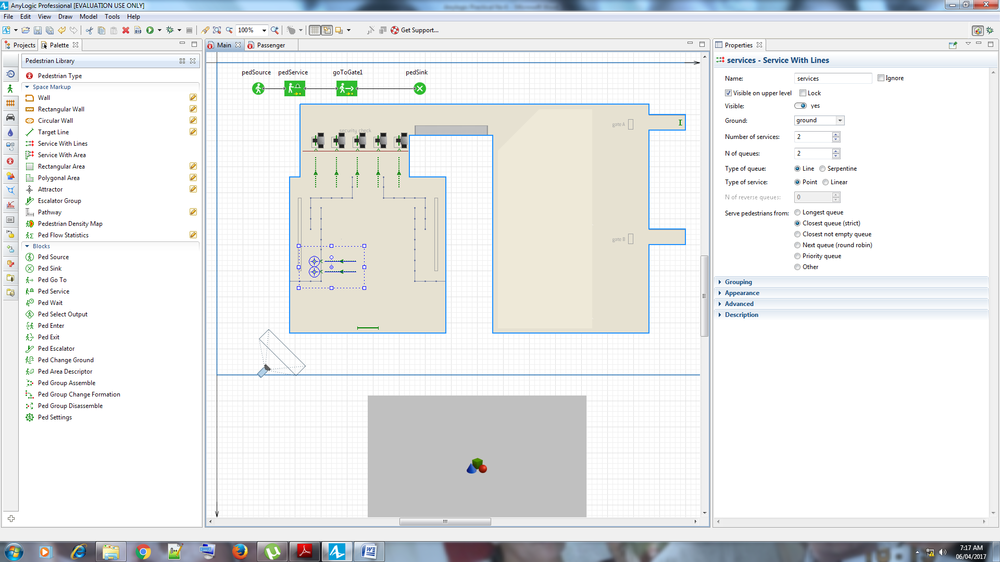 AnyLogic Professional [EVALUATION USE ONLY]
File Edit View Draw Model Tools Help
100% Get Support...
Projects Palette
Pedestrian Library
Pedestrian Type
Space Markup
Wall
Rectangular Wall
Circular Wall
Target Line
Service With Lines
Service With Area
Rectangular Area
Polygonal Area
Attractor
Escalator Group
Pathway
Pedestrian Density Map
Ped Flow Statistics
Blocks
Ped Source
Ped Sink
Ped Go To
Ped Service
Ped Wait
Ped Select Output
Ped Enter
Ped Exit
Ped Escalator
Ped Change Ground
Ped Area Descriptor
Ped Group Assemble
Ped Group Change Formation
Ped Group Disassemble
Ped Settings
Main Passenger
pedSource pedService goToGate1 pedSink
security check
gate A
gate B
Properties
services - Service With Lines
Name: services Ignore
Visible on upper level Lock
Visible: yes
Ground: ground
Number of services: 2
N of queues: 2
Type of queue: Line Serpentine
Type of service: Point Linear
N of reverse queues: 0
Serve pedestrians from: Longest queue
Closest queue (strict)
Closest not empty queue
Next queue (round robin)
Priority queue
Other
Grouping
Appearance
Advanced
Description
7:17 AM
06/04/2017